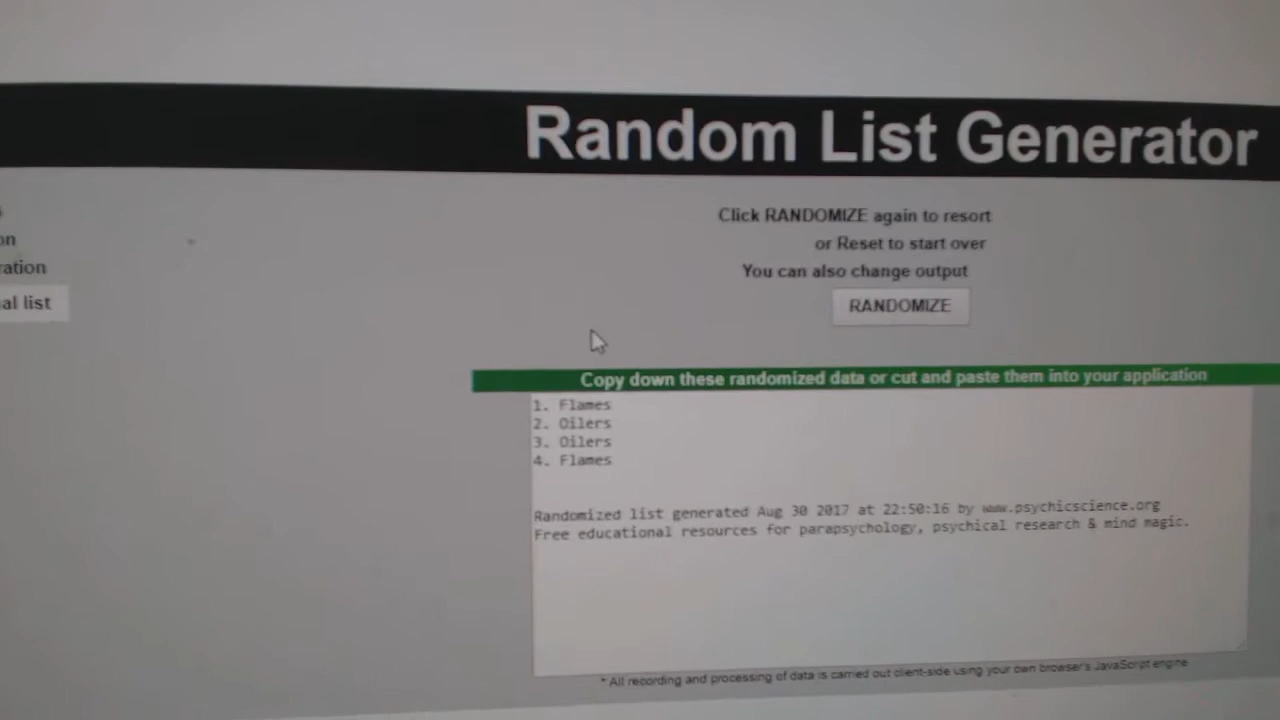 Random List Generator
Click RANDOMIZE again to resort
or Reset to start over
You can also change output
on
ration
al list
RANDOMIZE
Copy down these randomized data or cut and paste them into your application
1. Flames
2. Oilers
3. Oilers
4. Flames
Randomized list generated Aug 30 2017 at 22:50:16 by www.psychicscience.org
Free educational resources for parapsychology, psychical research & mind magic.
* All recording and processing of data is carried out client-side using your own browser's JavaScript engine